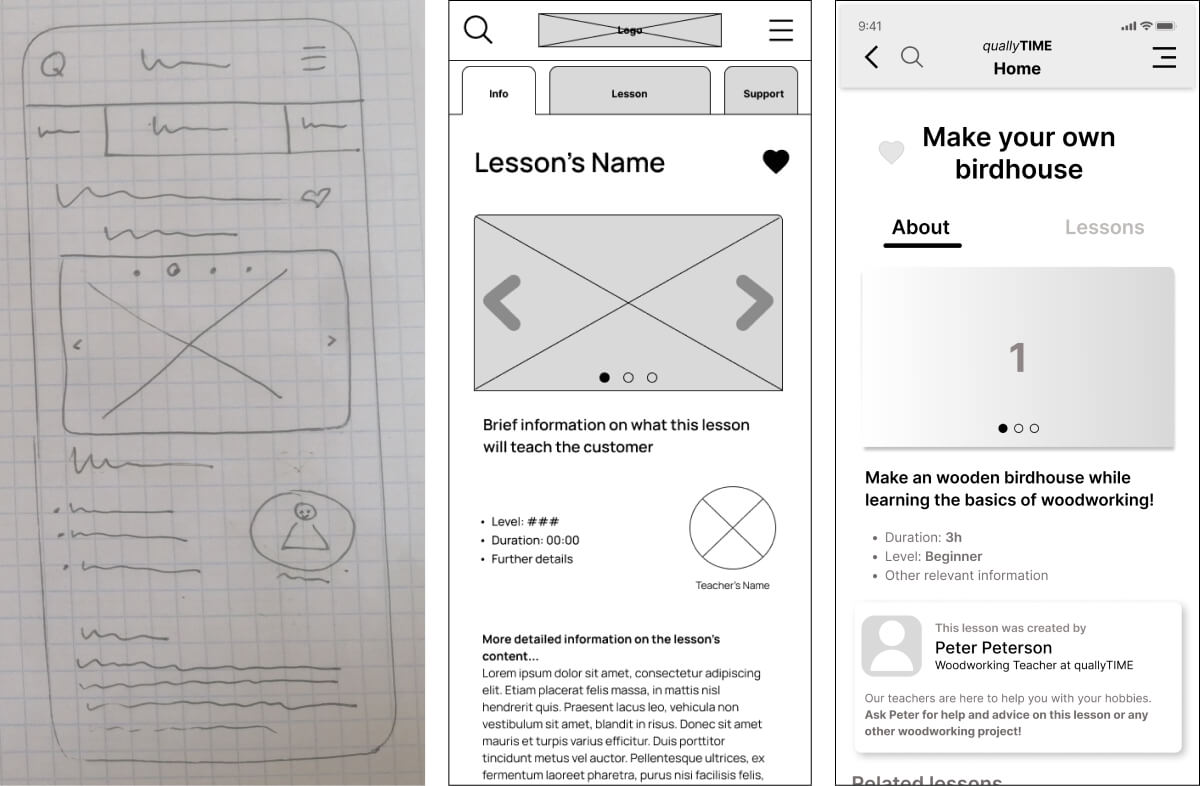 Logo
Info
Lesson
Support
Lesson's Name
Brief information on what this lesson
will teach the customer
• Level: ###
• Duration: 00:00
• Further details
Teacher's Name
More detailed information on the lesson's
content...
Lorem ipsum dolor sit amet, consectetur adipiscing
elit. Etiam placerat felis massa, in mattis nisl
hendrerit quis. Praesent lacus leo, vehicula non
vestibulum sit amet, blandit in risus. Donec sit amet
mauris et turpis varius efficitur. Duis porttitor
tincidunt metus vel auctor. Pellentesque ultrices, ex
fermentum laoreet pharetra, purus nisi facilisis felis,
9:41
quallyTIME
Home
Make your own
birdhouse
About
Lessons
1
Make an wooden birdhouse while
learning the basics of woodworking!
• Duration: 3h
• Level: Beginner
• Other relevant information
This lesson was created by
Peter Peterson
Woodworking Teacher at quallyTIME
Our teachers are here to help you with your hobbies.
Ask Peter for help and advice on this lesson or any
other woodworking project!
Related lessons